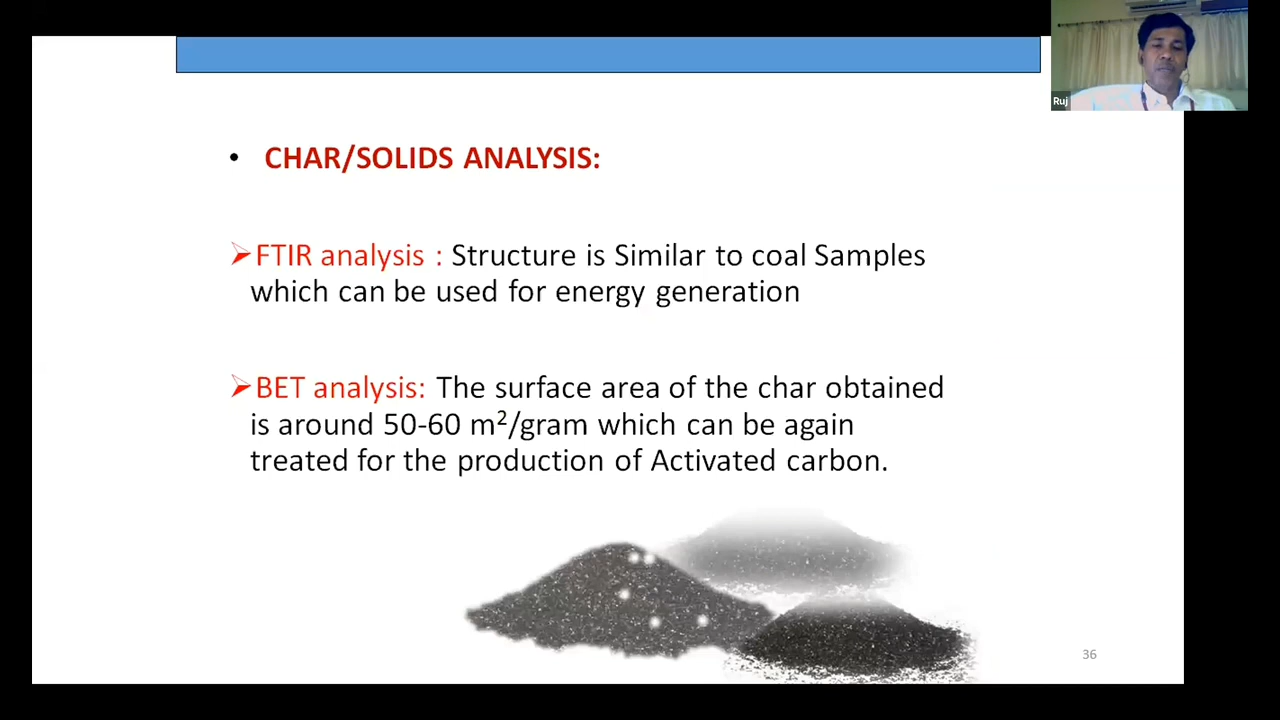 Ruj
• CHAR/SOLIDS ANALYSIS:
➢FTIR analysis : Structure is Similar to coal Samples
which can be used for energy generation
➢BET analysis: The surface area of the char obtained
is around 50-60 m²/gram which can be again
treated for the production of Activated carbon.
36